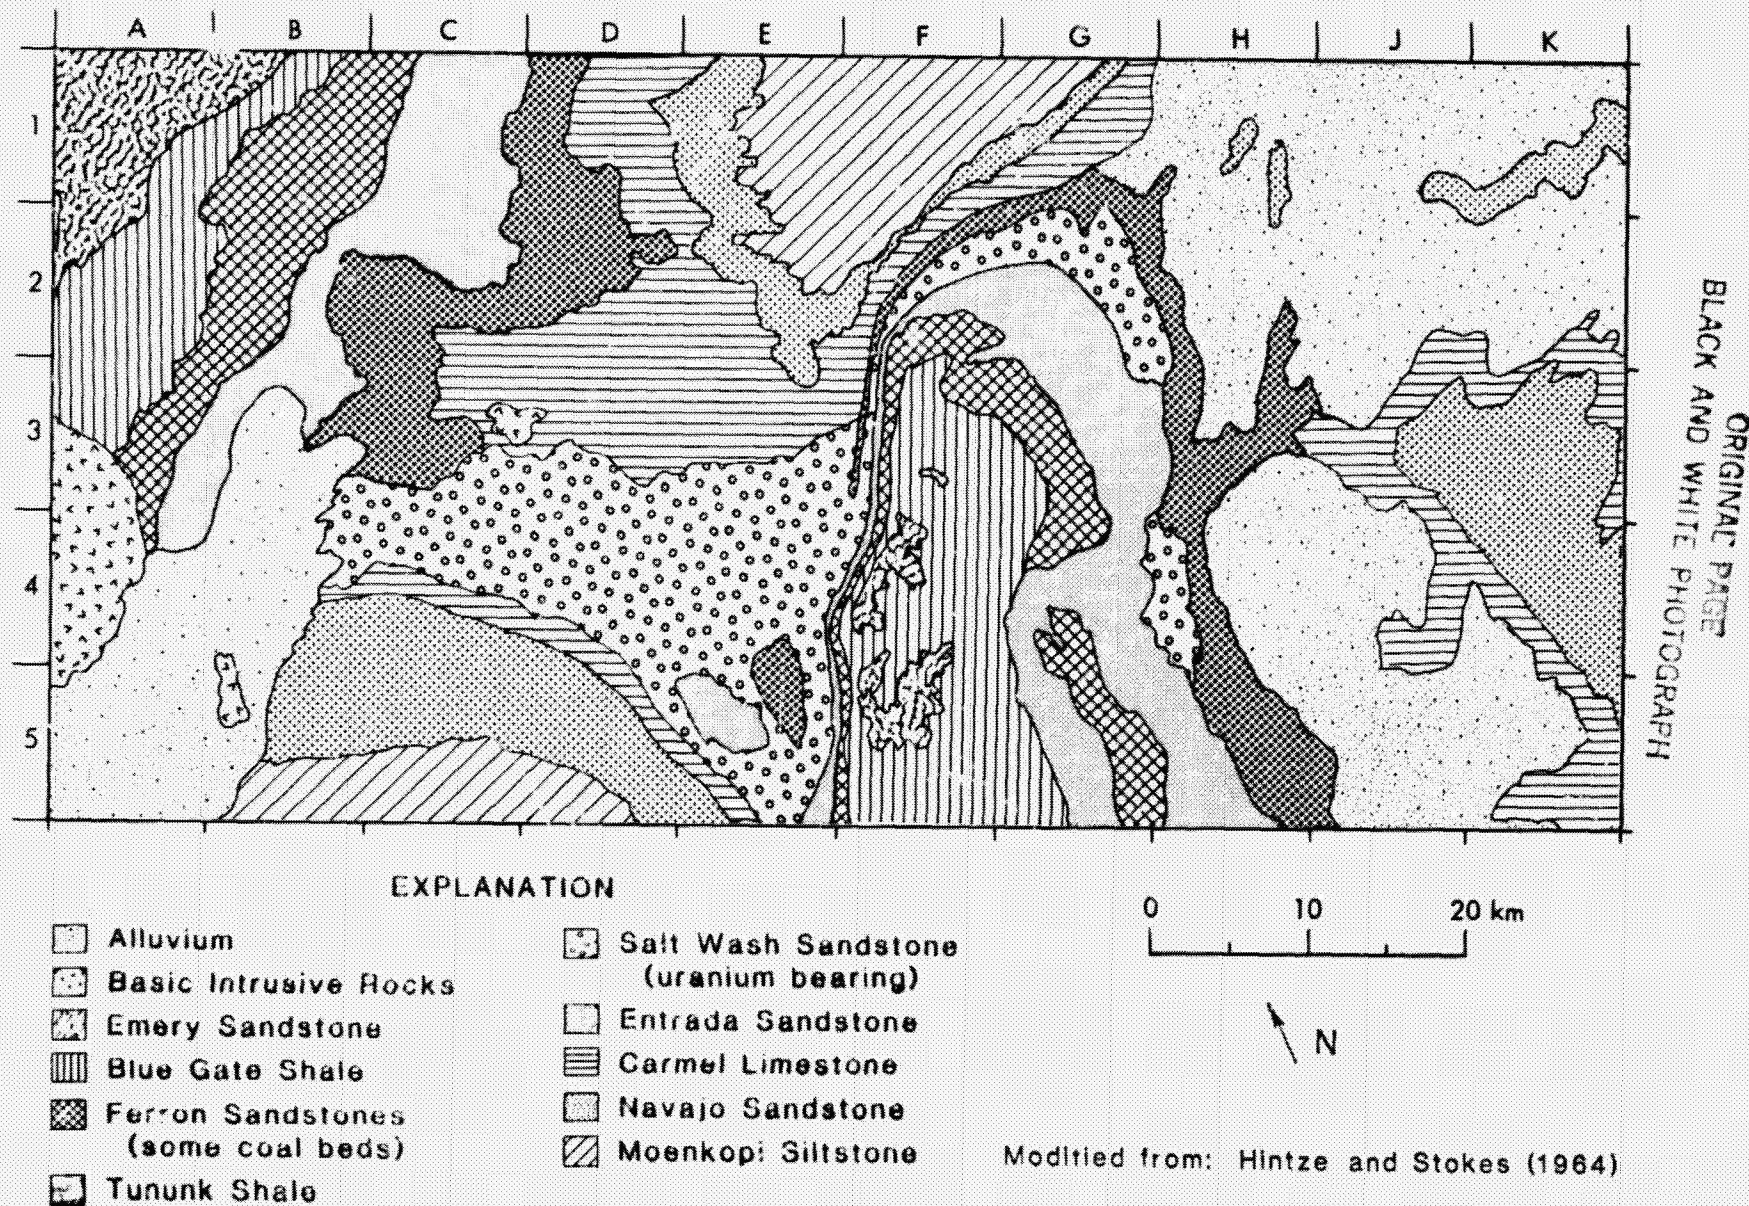 A B C D E F G H J K
1
2
3
4
5
ORIGINAL PAGE
BLACK AND WHITE PHOTOGRAPH
EXPLANATION
Alluvium
Basic Intrusive Rocks
Emery Sandstone
Blue Gate Shale
Ferron Sandstones
(some coal beds)
Tununk Shale
Salt Wash Sandstone
(uranium bearing)
Entrada Sandstone
Carmel Limestone
Navajo Sandstone
Moenkopi Siltstone
0 10 20 km
N
Modified from: Hintze and Stokes (1964)